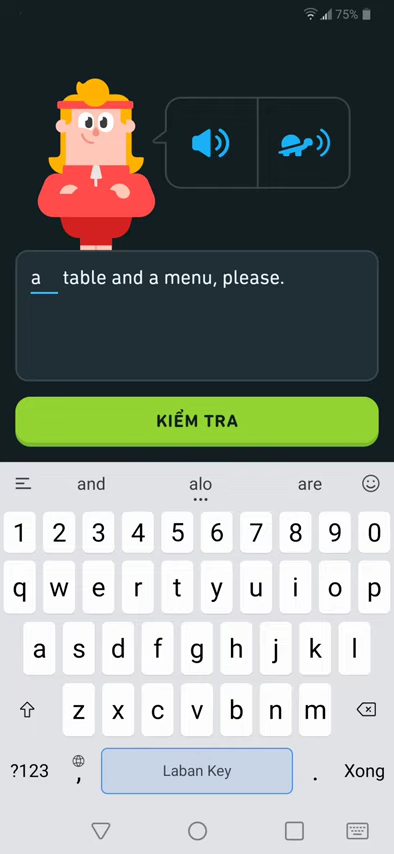 75%
a table and a menu, please.
KIỂM TRA
and alo are
1 2 3 4 5 6 7 8 9 0
q w e r t y u i o p
a s d f g h j k l
z x c v b n m
?123 , Laban Key . Xong